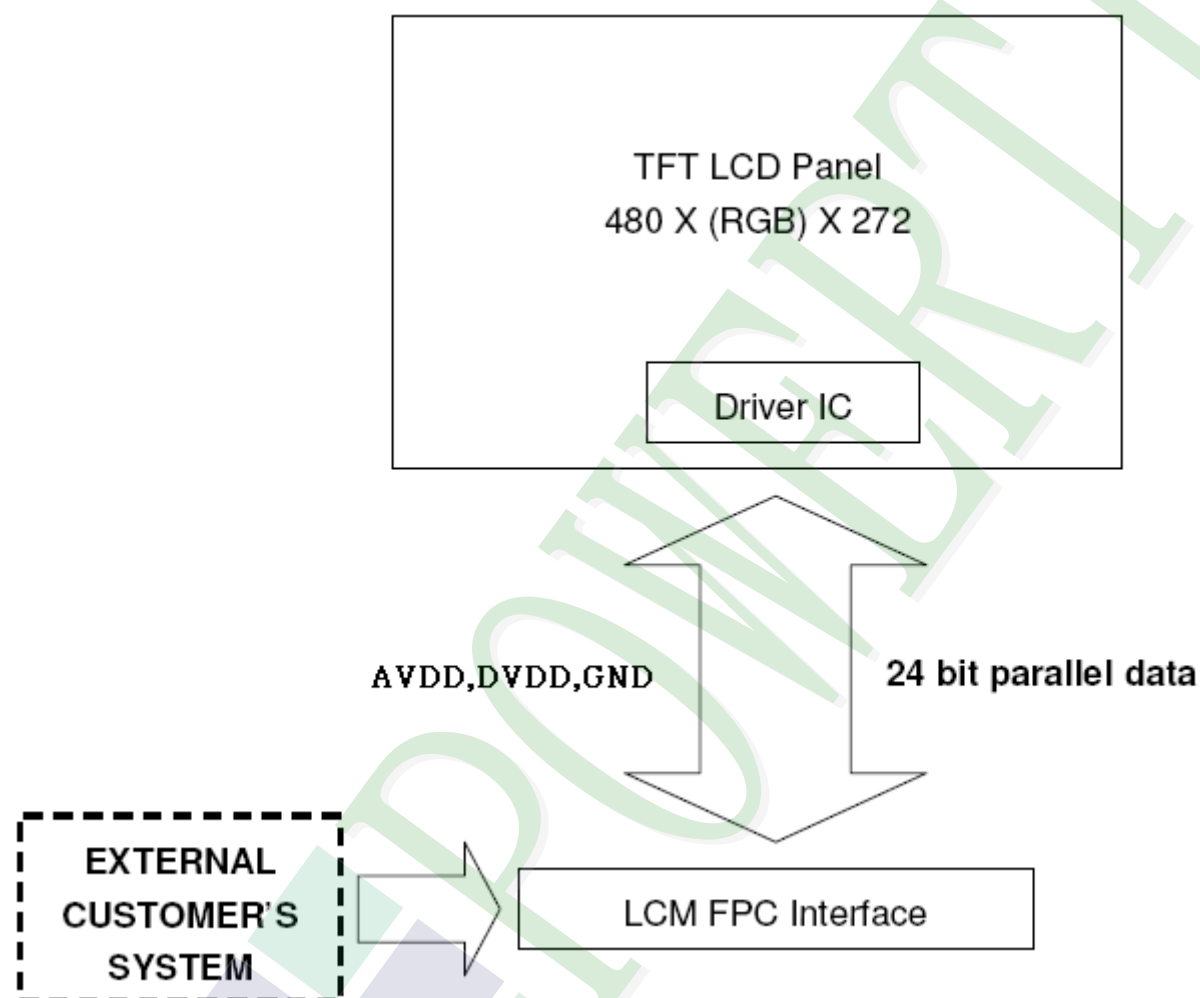 TFT LCD Panel
480 X (RGB) X 272
Driver IC
AVDD,DVDD,GND
24 bit parallel data
EXTERNAL
CUSTOMER'S
SYSTEM
LCM FPC Interface